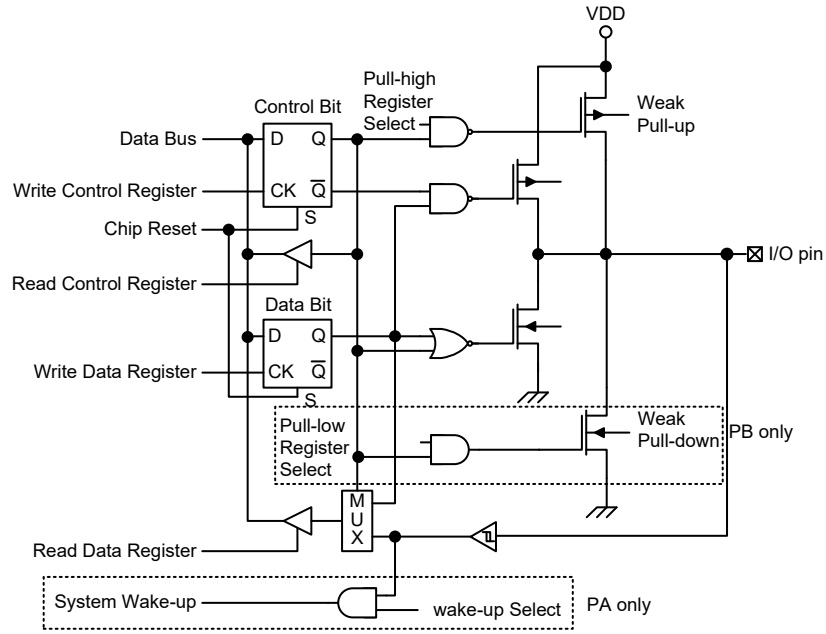 VDD
Pull-high
Register
Select
Weak
Pull-up
Control Bit
Data Bus
D
Q
Write Control Register
CK
Q
S
Chip Reset
I/O pin
Read Control Register
Data Bit
D
Q
Write Data Register
CK
Q
S
Pull-low
Register
Select
Weak
Pull-down
PB only
M
U
X
Read Data Register
System Wake-up
wake-up Select
PA only